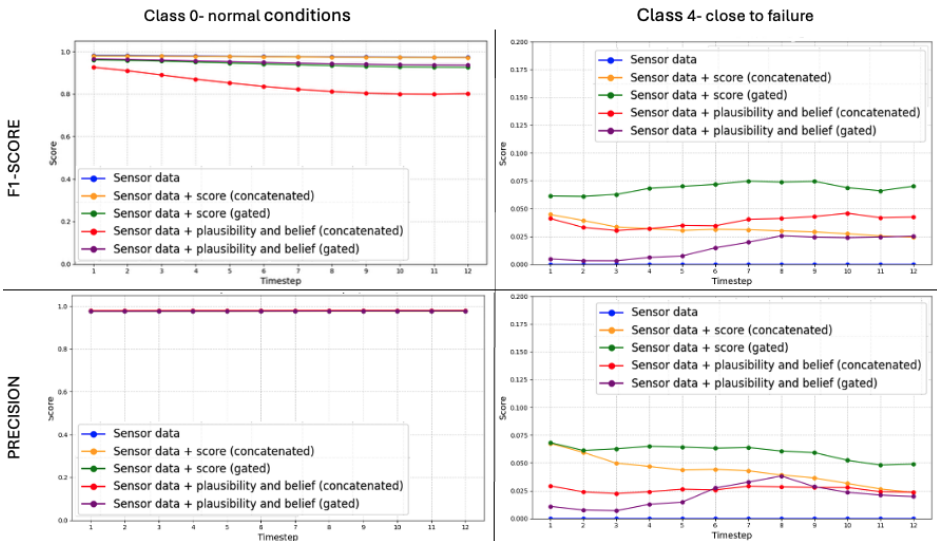 Class 0- normal conditions
Class 4- close to failure
F1-SCORE
1.0
0.8
0.6
0.4
0.2
0.0
Score
Sensor data
Sensor data + score (concatenated)
Sensor data + score (gated)
Sensor data + plausibility and belief (concatenated)
Sensor data + plausibility and belief (gated)
1 2 3 4 5 6 7 8 9 10 11 12
Timestep
0.200
0.175
0.150
0.125
0.100
0.075
0.050
0.025
0.000
Score
Sensor data
Sensor data + score (concatenated)
Sensor data + score (gated)
Sensor data + plausibility and belief (concatenated)
Sensor data + plausibility and belief (gated)
1 2 3 4 5 6 7 8 9 10 11 12
Timestep
PRECISION
1.0
0.8
0.6
0.4
0.2
0.0
Score
Sensor data
Sensor data + score (concatenated)
Sensor data + score (gated)
Sensor data + plausibility and belief (concatenated)
Sensor data + plausibility and belief (gated)
1 2 3 4 5 6 7 8 9 10 11 12
Timestep
0.200
0.175
0.150
0.125
0.100
0.075
0.050
0.025
0.000
Score
Sensor data
Sensor data + score (concatenated)
Sensor data + score (gated)
Sensor data + plausibility and belief (concatenated)
Sensor data + plausibility and belief (gated)
1 2 3 4 5 6 7 8 9 10 11 12
Timestep